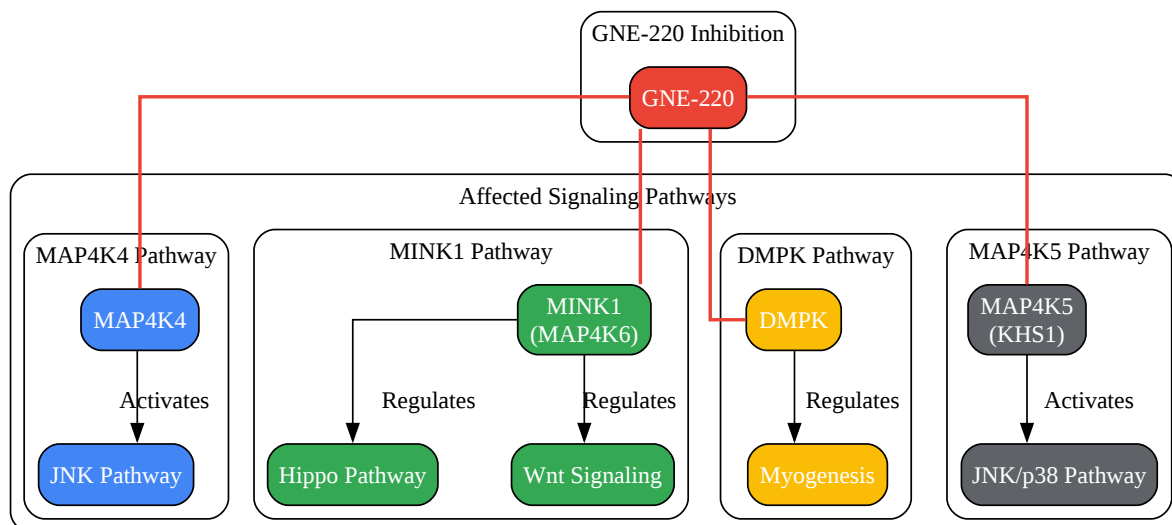 GNE-220 Inhibition
GNE-220
Affected Signaling Pathways
MAP4K4 Pathway
MINK1 Pathway
DMPK Pathway
MAP4K5 Pathway
MAP4K4
MINK1
(MAP4K6)
DMPK
MAP4K5
(KHS1)
Activates
Regulates
Regulates
Regulates
Activates
JNK Pathway
Hippo Pathway
Wnt Signaling
Myogenesis
JNK/p38 Pathway